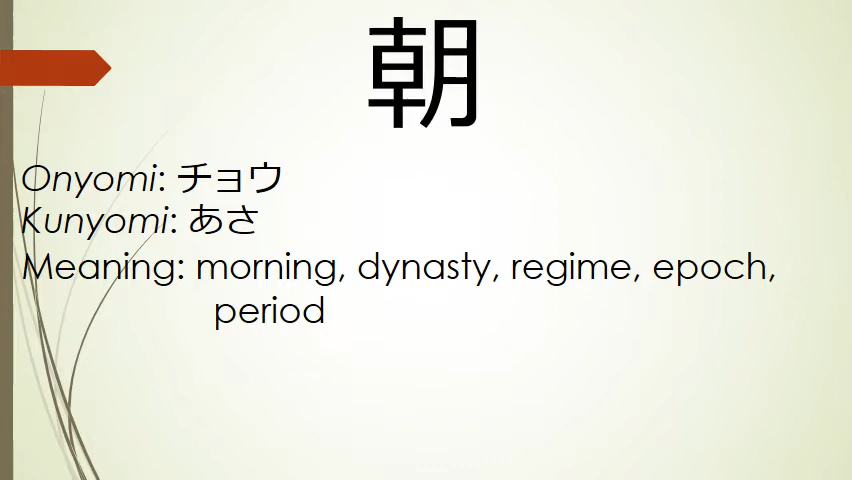 朝
Onyomi: チョウ
Kunyomi: あさ
Meaning: morning, dynasty, regime, epoch,
period